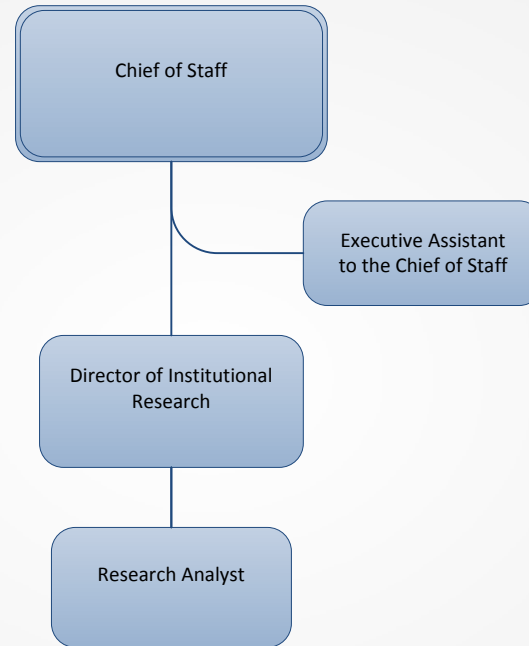 Chief of Staff
Executive Assistant
to the Chief of Staff
Director of Institutional
Research
Research Analyst